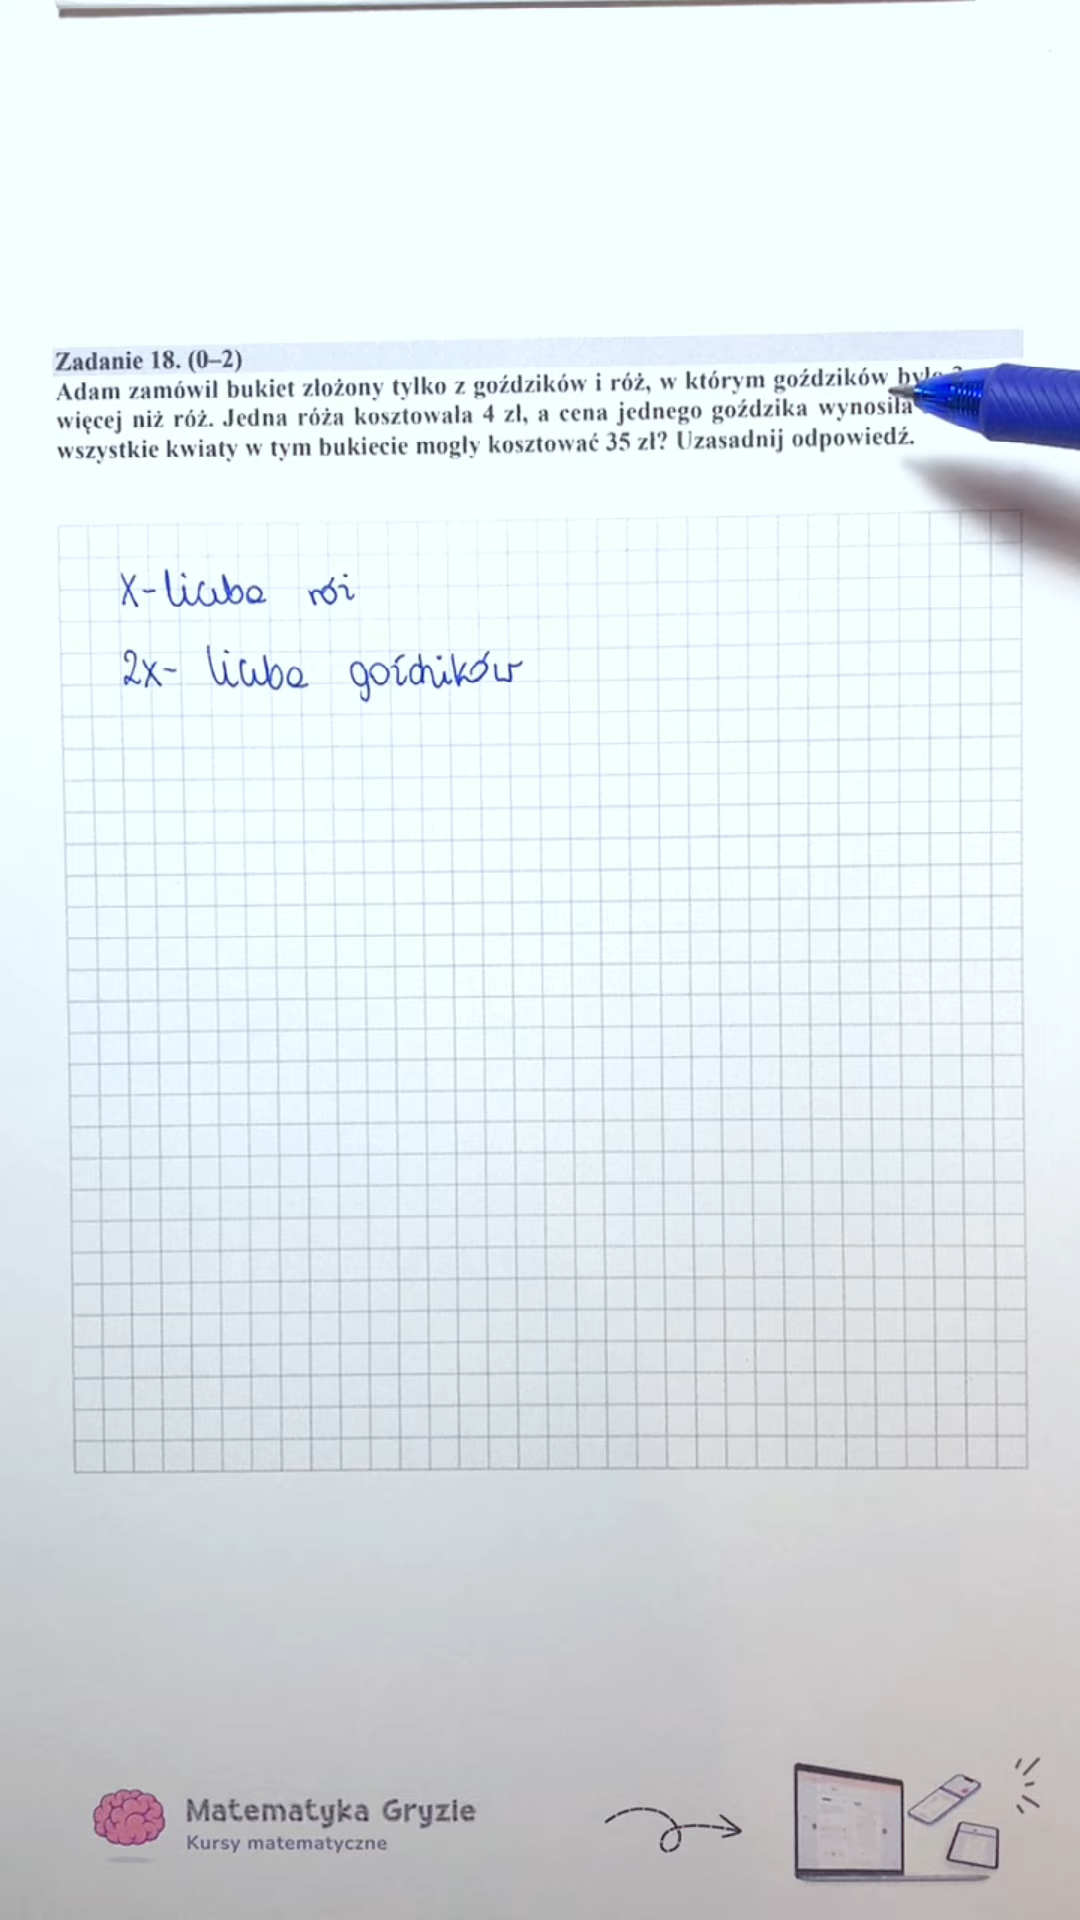 Zadanie 18. (0–2)
Adam zamówił bukiet złożony tylko z goździków i róż, w którym goździków było
więcej niż róż. Jedna róża kosztowała 4 zł, a cena jednego goździka wynosiła
wszystkie kwiaty w tym bukiecie mogły kosztować 35 zł? Uzasadnij odpowiedź.
X- liczba róż
2x- liczba goździków
Matematyka Gryzie
Kursy matematyczne